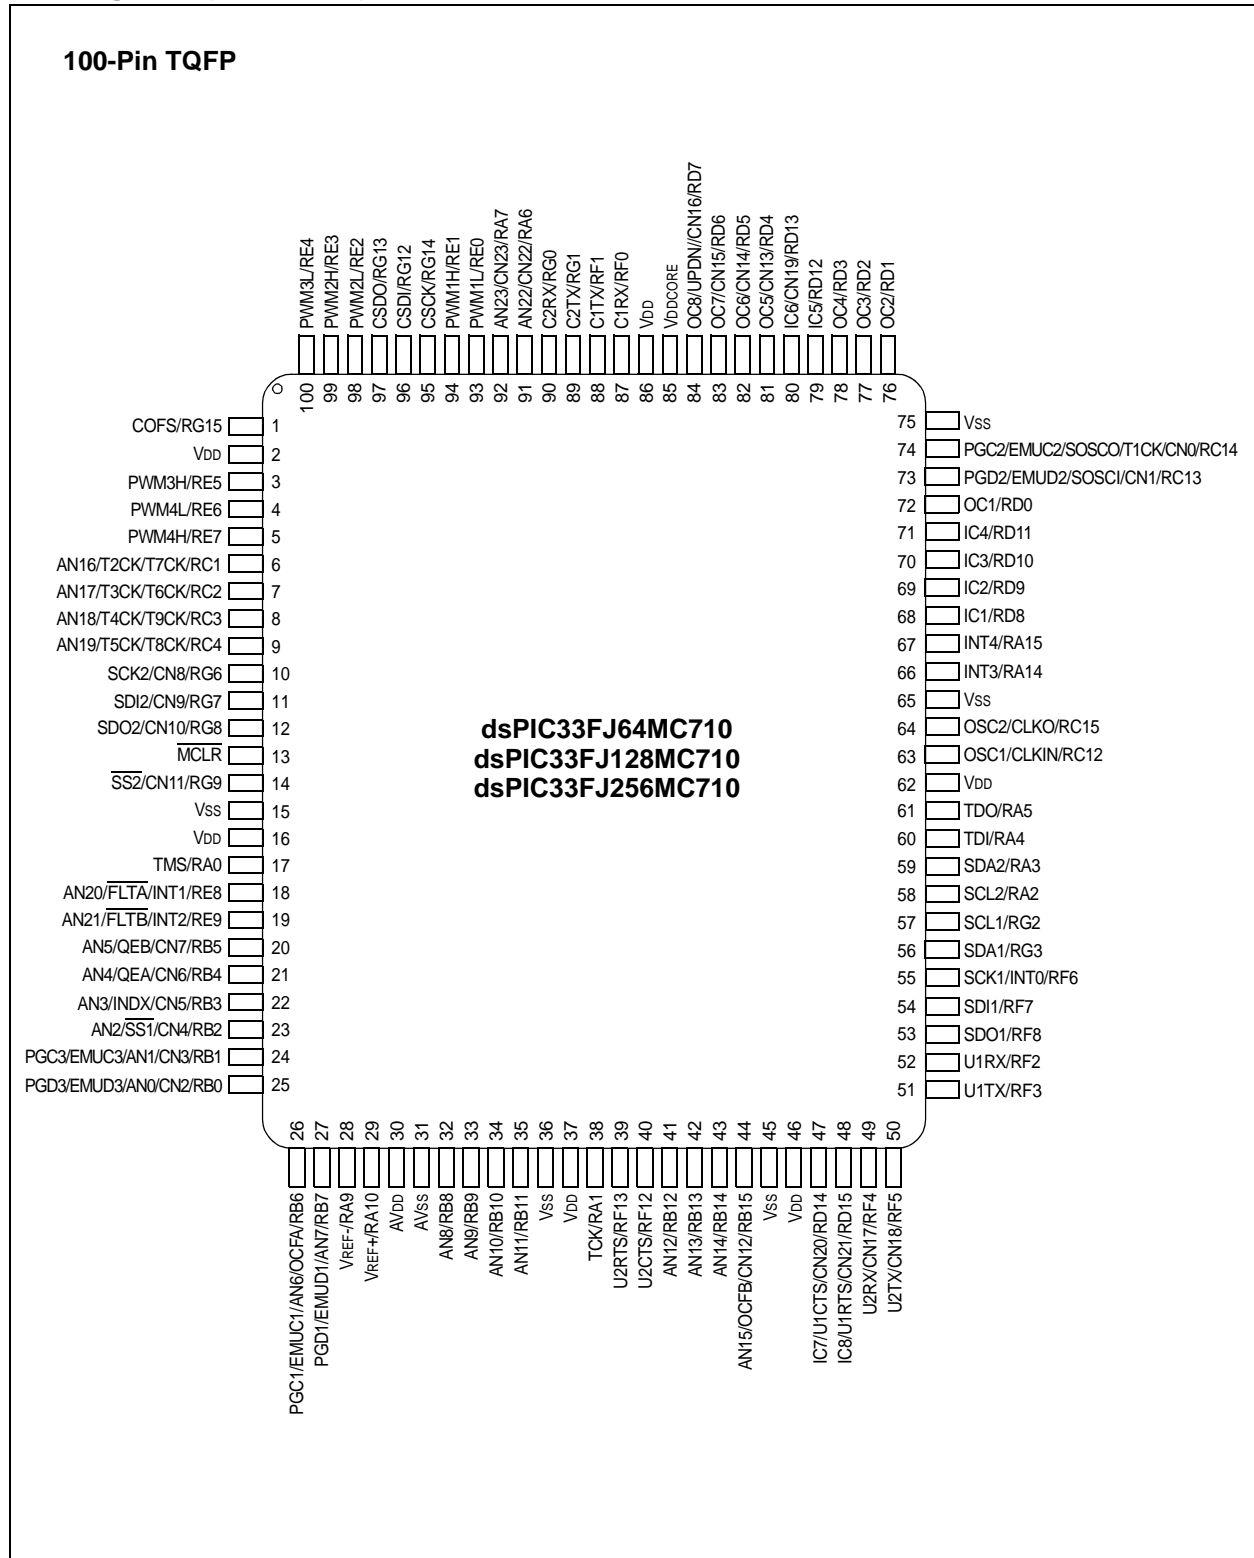 100-Pin TQFP
PWM3L/RE4
PWM2H/RE3
PWM2L/RE2
CSDO/RG13
CSDI/RG12
CSCK/RG14
PWM1H/RE1
PWM1L/RE0
AN23/CN23/RA7
AN22/CN22/RA6
C2RX/RG0
C2TX/RG1
C1TX/RF1
C1RX/RF0
VDD
VDDCORE
OC8/UPDN//CN16/RD7
OC7/CN15/RD6
OC6/CN14/RD5
OC5/CN13/RD4
IC6/CN19/RD13
IC5/RD12
OC4/RD3
OC3/RD2
OC2/RD1
100
99
98
97
96
95
94
93
92
91
90
89
88
87
86
85
84
83
82
81
80
79
78
77
76
COFS/RG15 1
VDD 2
PWM3H/RE5 3
PWM4L/RE6 4
PWM4H/RE7 5
AN16/T2CK/T7CK/RC1 6
AN17/T3CK/T6CK/RC2 7
AN18/T4CK/T9CK/RC3 8
AN19/T5CK/T8CK/RC4 9
SCK2/CN8/RG6 10
SDI2/CN9/RG7 11
SDO2/CN10/RG8 12
MCLR 13
SS2/CN11/RG9 14
VSS 15
VDD 16
TMS/RA0 17
AN20/FLTA/INT1/RE8 18
AN21/FLTB/INT2/RE9 19
AN5/QEB/CN7/RB5 20
AN4/QEA/CN6/RB4 21
AN3/INDX/CN5/RB3 22
AN2/SS1/CN4/RB2 23
PGC3/EMUC3/AN1/CN3/RB1 24
PGD3/EMUD3/AN0/CN2/RB0 25
dsPIC33FJ64MC710
dsPIC33FJ128MC710
dsPIC33FJ256MC710
75 VSS
74 PGC2/EMUC2/SOSCO/T1CK/CN0/RC14
73 PGD2/EMUD2/SOSCI/CN1/RC13
72 OC1/RD0
71 IC4/RD11
70 IC3/RD10
69 IC2/RD9
68 IC1/RD8
67 INT4/RA15
66 INT3/RA14
65 VSS
64 OSC2/CLKO/RC15
63 OSC1/CLKIN/RC12
62 VDD
61 TDO/RA5
60 TDI/RA4
59 SDA2/RA3
58 SCL2/RA2
57 SCL1/RG2
56 SDA1/RG3
55 SCK1/INT0/RF6
54 SDI1/RF7
53 SDO1/RF8
52 U1RX/RF2
51 U1TX/RF3
26
27
28
29
30
31
32
33
34
35
36
37
38
39
40
41
42
43
44
45
46
47
48
49
50
PGC1/EMUC1/AN6/OCFA/RB6
PGD1/EMUD1/AN7/RB7
VREF-/RA9
VREF+/RA10
AVDD
AVSS
AN8/RB8
AN9/RB9
AN10/RB10
AN11/RB11
VSS
VDD
TCK/RA1
U2RTS/RF13
U2CTS/RF12
AN12/RB12
AN13/RB13
AN14/RB14
AN15/OCFB/CN12/RB15
VSS
VDD
IC7/U1CTS/CN20/RD14
IC8/U1RTS/CN21/RD15
U2RX/CN17/RF4
U2TX/CN18/RF5